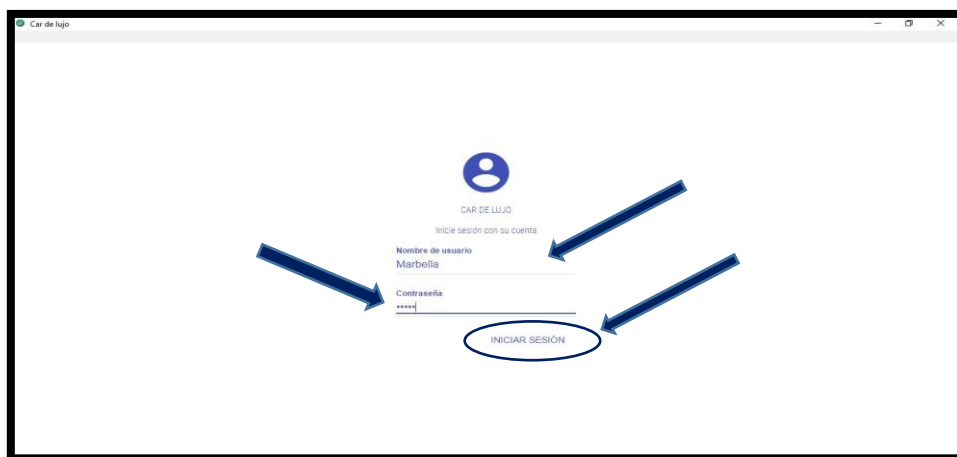 Car de lujo
CAR DE LUJO
Inicie sesión con su cuenta
Nombre de usuario
Marbella
Contraseña
•••••
INICIAR SESIÓN